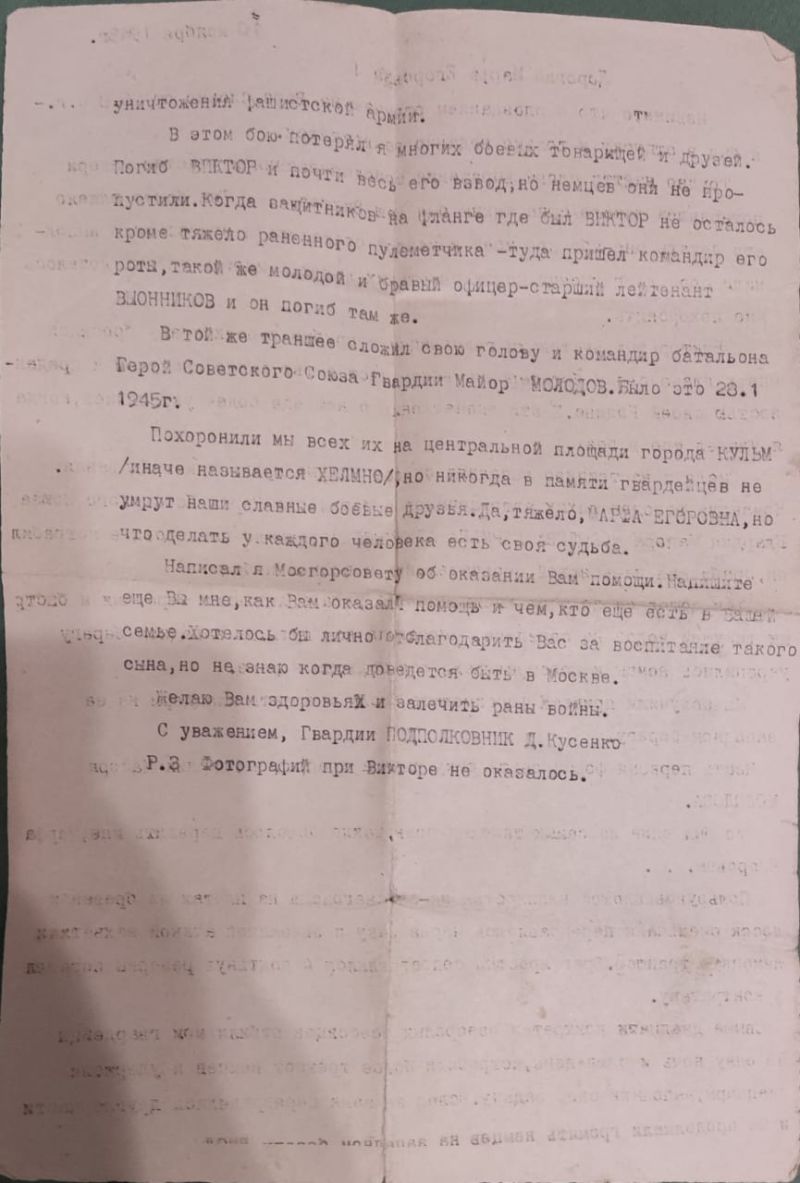 уничтожений фашистской армии.
В этом бою потерял я многих боевых товарищей и друзей.
Погиб ВИКТОР и почти весь его взвод, но немцев они не про-
пустили. Когда защитников на фланге где был ВИКТОР не осталось
кроме тяжело раненного пулеметчика -туда пришел командир его
роты, такой же молодой и бравый офицер-старший лейтенант
ВДОННИКОВ и он погиб там же.
В той же траншее сложил свою голову и командир батальона
Герой Советского Союза Гвардии Майор МОЛОДОВ. Было это 28.1
1945г.
Похоронили мы всех их на центральной площади города КУЛЬМ
/иначе называется ХЕЛМНО/, но никогда в памяти гвардейцев не
умрут наши славные боевые друзья. Да, тяжело, ЕГОРОВНА, но
что делать у каждого человека есть своя судьба.
Написал я Мосгорсовету об оказании Вам помощи. Напишите
еще Вы мне, как Вам оказали помощь и чем, кто еще есть в Вашей
семье. Хотелось бы лично отблагодарить Вас за воспитание такого
сына, но не знаю когда доведется быть в Москве.
Желаю Вам здоровья и залечить раны войны.
С уважением, Гвардии ПОДПОЛКОВНИК Д. Кусенко
Р.S Фотографий при Викторе не оказалось.